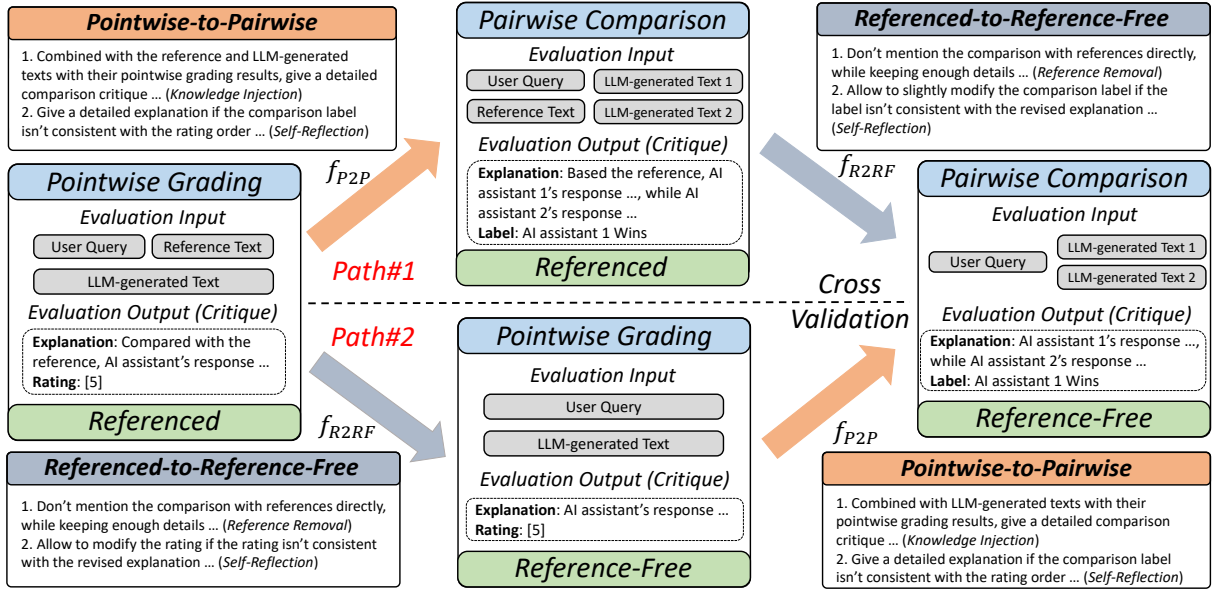 Pointwise-to-Pairwise
1. Combined with the reference and LLM-generated
texts with their pointwise grading results, give a detailed
comparison critique … (Knowledge Injection)
2. Give a detailed explanation if the comparison label
isn't consistent with the rating order … (Self-Reflection)
f_{P2P}
Pointwise Grading
Evaluation Input
User Query
Reference Text
LLM-generated Text
Evaluation Output (Critique)
Explanation: Compared with the
reference, AI assistant's response …
Rating: [5]
Referenced
Path#1
Path#2
f_{R2RF}
Referenced-to-Reference-Free
1. Don't mention the comparison with references directly,
while keeping enough details … (Reference Removal)
2. Allow to modify the rating if the rating isn't consistent
with the revised explanation … (Self-Reflection)
Pairwise Comparison
Evaluation Input
User Query
LLM-generated Text 1
Reference Text
LLM-generated Text 2
Evaluation Output (Critique)
Explanation: Based the reference, AI
assistant 1's response …, while AI
assistant 2's response …
Label: AI assistant 1 Wins
Referenced
Pointwise Grading
Evaluation Input
User Query
LLM-generated Text
Evaluation Output (Critique)
Explanation: AI assistant's response …
Rating: [5]
Reference-Free
Referenced-to-Reference-Free
1. Don't mention the comparison with references directly,
while keeping enough details … (Reference Removal)
2. Allow to slightly modify the comparison label if the
label isn't consistent with the revised explanation …
(Self-Reflection)
f_{R2RF}
Cross
Validation
Pairwise Comparison
Evaluation Input
User Query
LLM-generated Text 1
LLM-generated Text 2
Evaluation Output (Critique)
Explanation: AI assistant 1's response …,
while AI assistant 2's response …
Label: AI assistant 1 Wins
Reference-Free
f_{P2P}
Pointwise-to-Pairwise
1. Combined with LLM-generated texts with their
pointwise grading results, give a detailed comparison
critique … (Knowledge Injection)
2. Give a detailed explanation if the comparison label
isn't consistent with the rating order … (Self-Reflection)